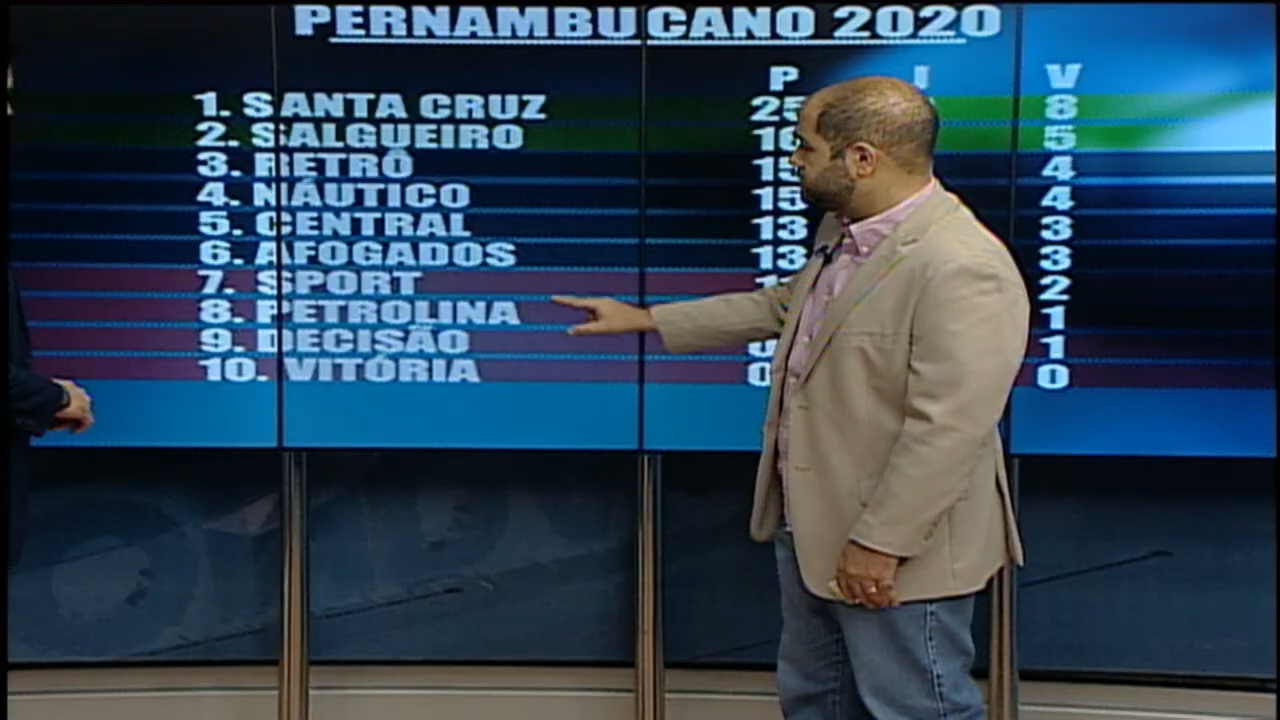 PERNAMBUCANO 2020
P J V
1. SANTA CRUZ 25 8
2. SALGUEIRO 16 5
3. RETRÔ 15 4
4. NÁUTICO 15 4
5. CENTRAL 13 3
6. AFOGADOS 13 3
7. SPORT 2
8. PETROLINA 1
9. DECISÃO 1
10. VITÓRIA 0 0